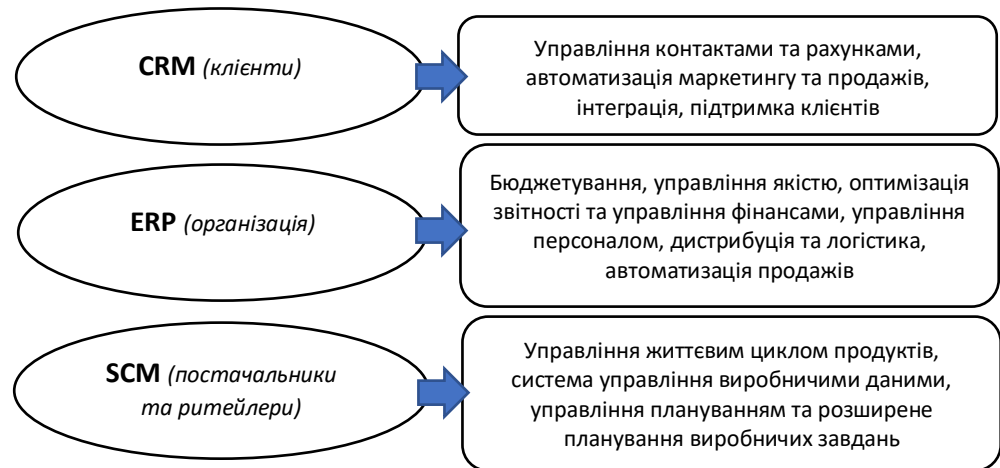 CRM (клієнти)
Управління контактами та рахунками,
автоматизація маркетингу та продажів,
інтеграція, підтримка клієнтів
ERP (організація)
Бюджетування, управління якістю, оптимізація
звітності та управління фінансами, управління
персоналом, дистрибуція та логістика,
автоматизація продажів
SCM (постачальники
та ритейлери)
Управління життєвим циклом продуктів,
система управління виробничими даними,
управління плануванням та розширене
планування виробничих завдань